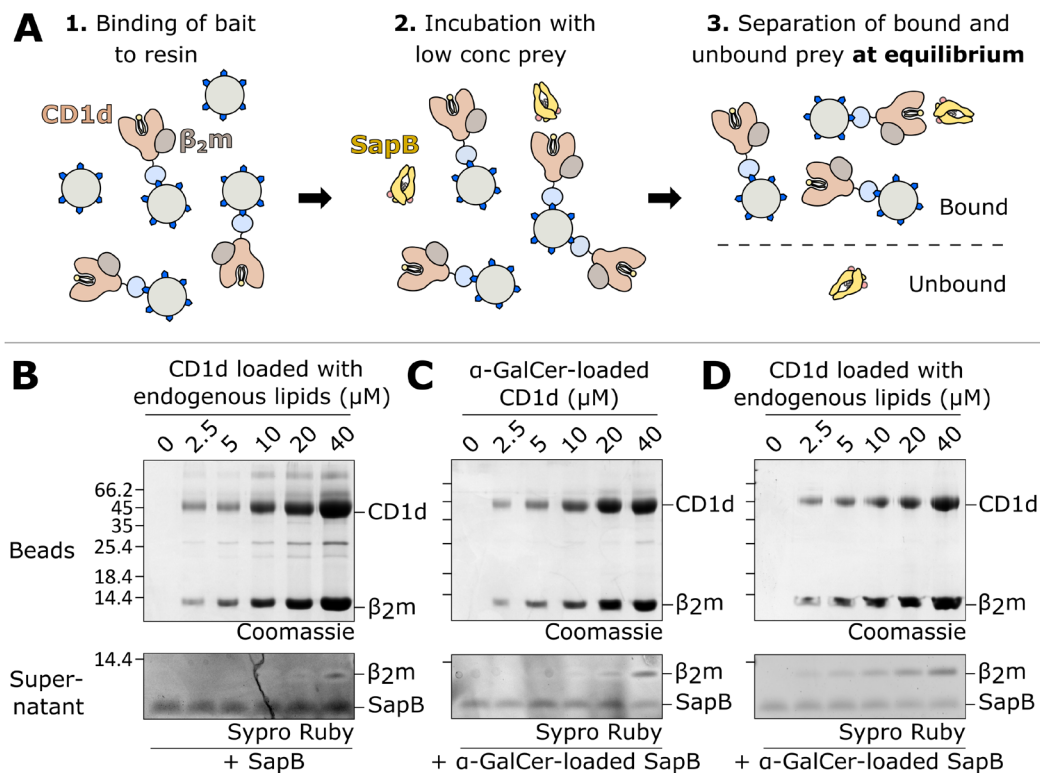 A
1. Binding of bait
to resin
2. Incubation with
low conc prey
3. Separation of bound and
unbound prey at equilibrium
CD1d
β2m
SapB
Bound
Unbound
B
CD1d loaded with
endogenous lipids (μM)
0 2.5 5 10 20 40
66.2
45
35
25.4
18.4
14.4
Beads
CD1d
β2m
Coomassie
14.4
Super-
natant
β2m
SapB
Sypro Ruby
+ SapB
C
α-GalCer-loaded
CD1d (μM)
0 2.5 5 10 20 40
CD1d
β2m
Coomassie
β2m
SapB
Sypro Ruby
+ α-GalCer-loaded SapB
D
CD1d loaded with
endogenous lipids (μM)
0 2.5 5 10 20 40
CD1d
β2m
Coomassie
β2m
SapB
Sypro Ruby
+ α-GalCer-loaded SapB